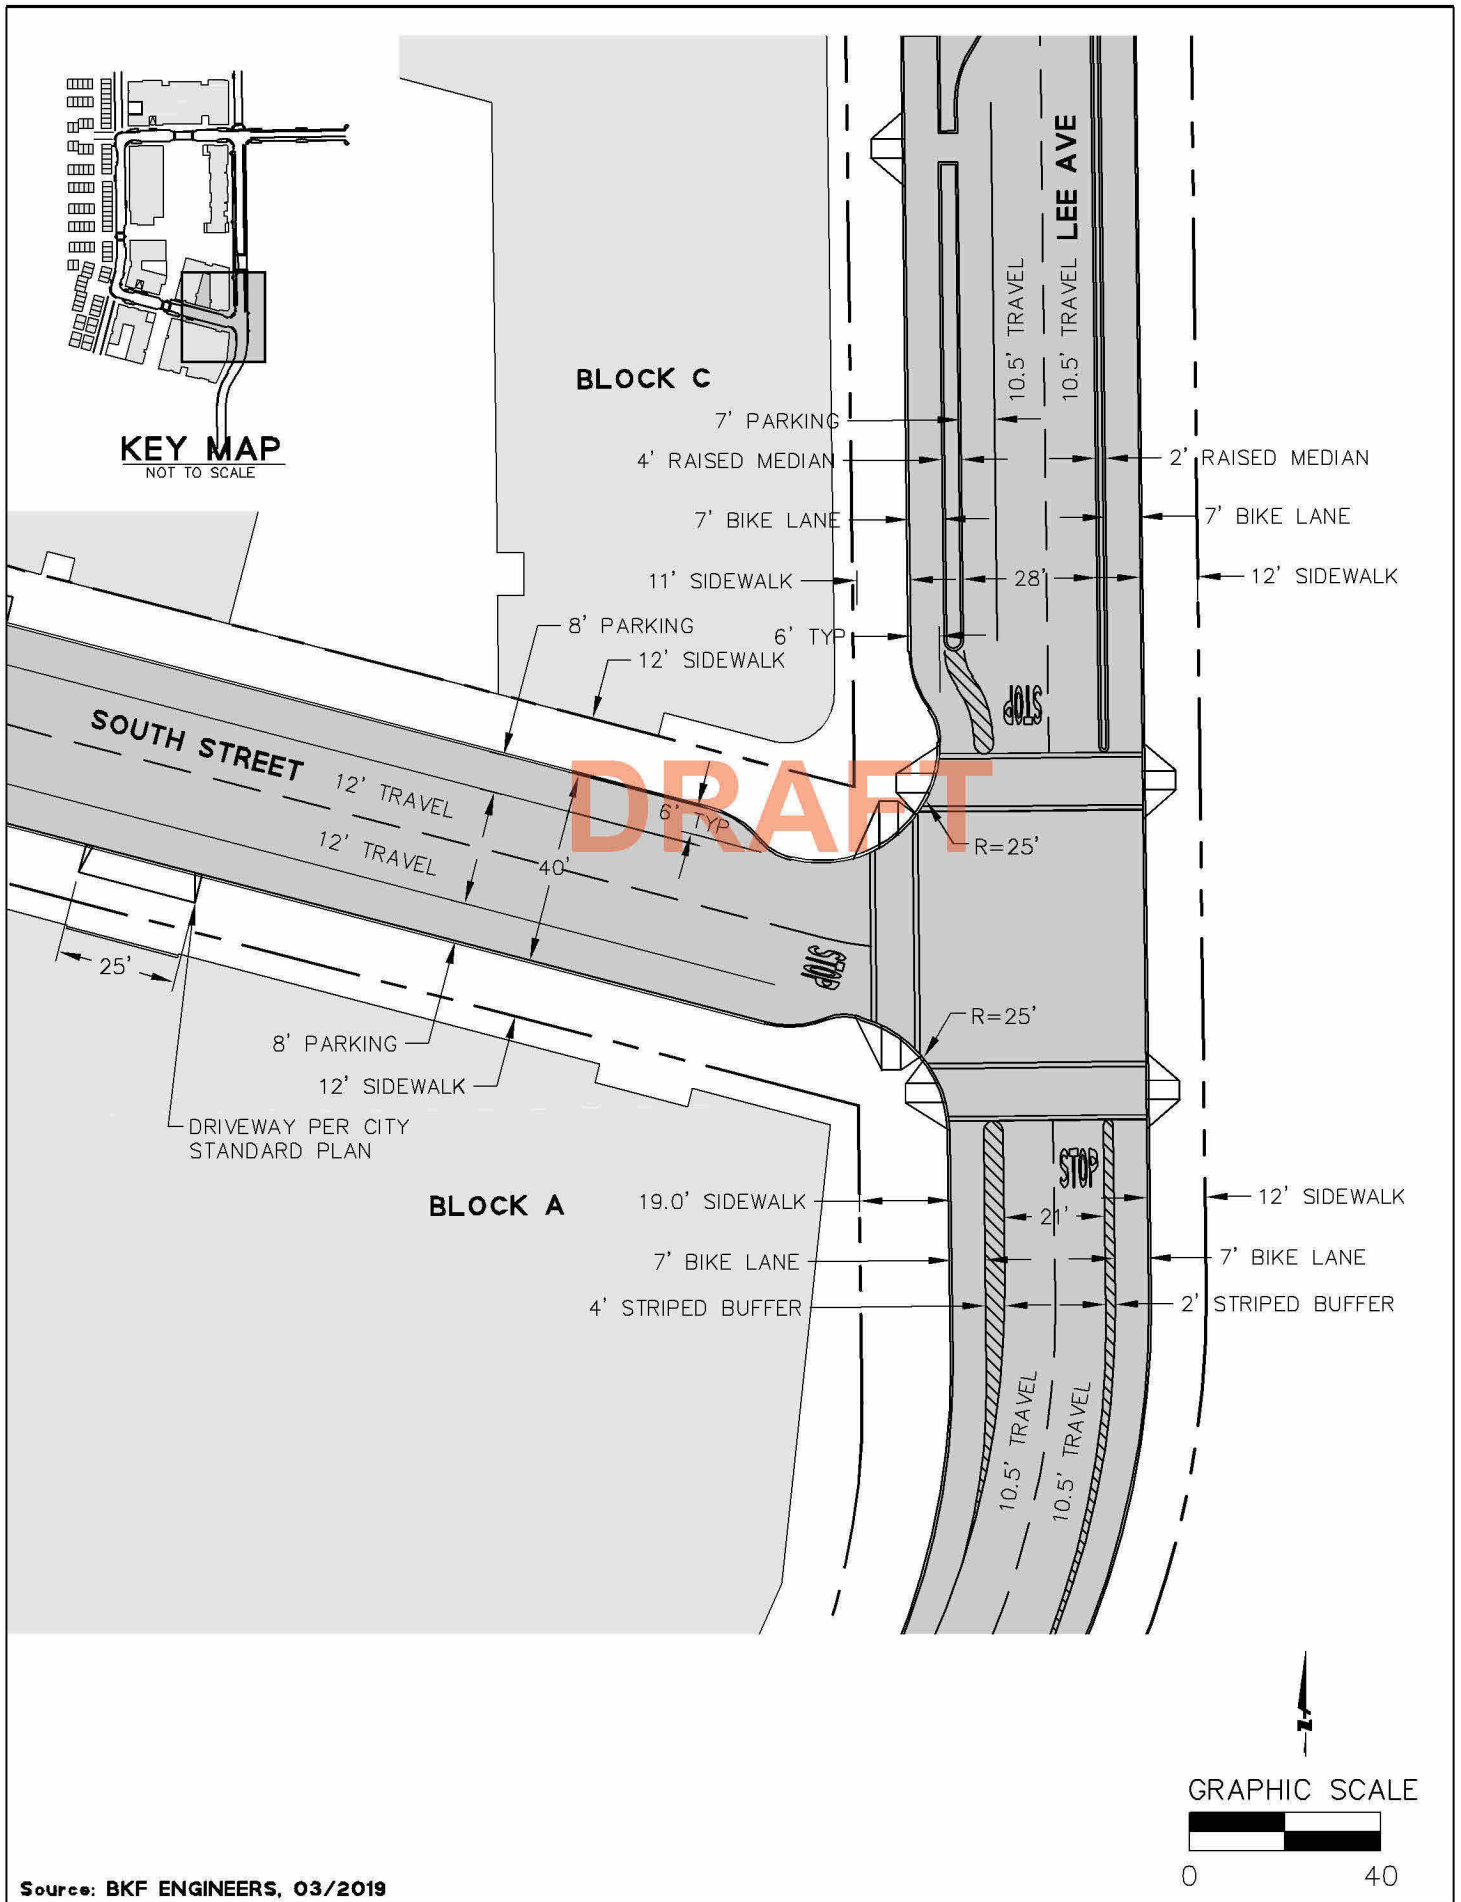 LEE AVE
10.5' TRAVEL
10.5' TRAVEL
BLOCK C
7' PARKING
KEY MAP
NOT TO SCALE
4' RAISED MEDIAN
2' RAISED MEDIAN
7' BIKE LANE
7' BIKE LANE
11' SIDEWALK
28'
12' SIDEWALK
8' PARKING
6' TYP
12' SIDEWALK
STOP
SOUTH STREET
12' TRAVEL
12' TRAVEL
6' TYP
DRAFT
R=25'
40'
STOP
25'
R=25'
8' PARKING
12' SIDEWALK
DRIVEWAY PER CITY
STANDARD PLAN
STOP
BLOCK A
19.0' SIDEWALK
12' SIDEWALK
21'
7' BIKE LANE
7' BIKE LANE
4' STRIPED BUFFER
2' STRIPED BUFFER
10.5' TRAVEL
10.5' TRAVEL
N
GRAPHIC SCALE
0 40
Source: BKF ENGINEERS, 03/2019